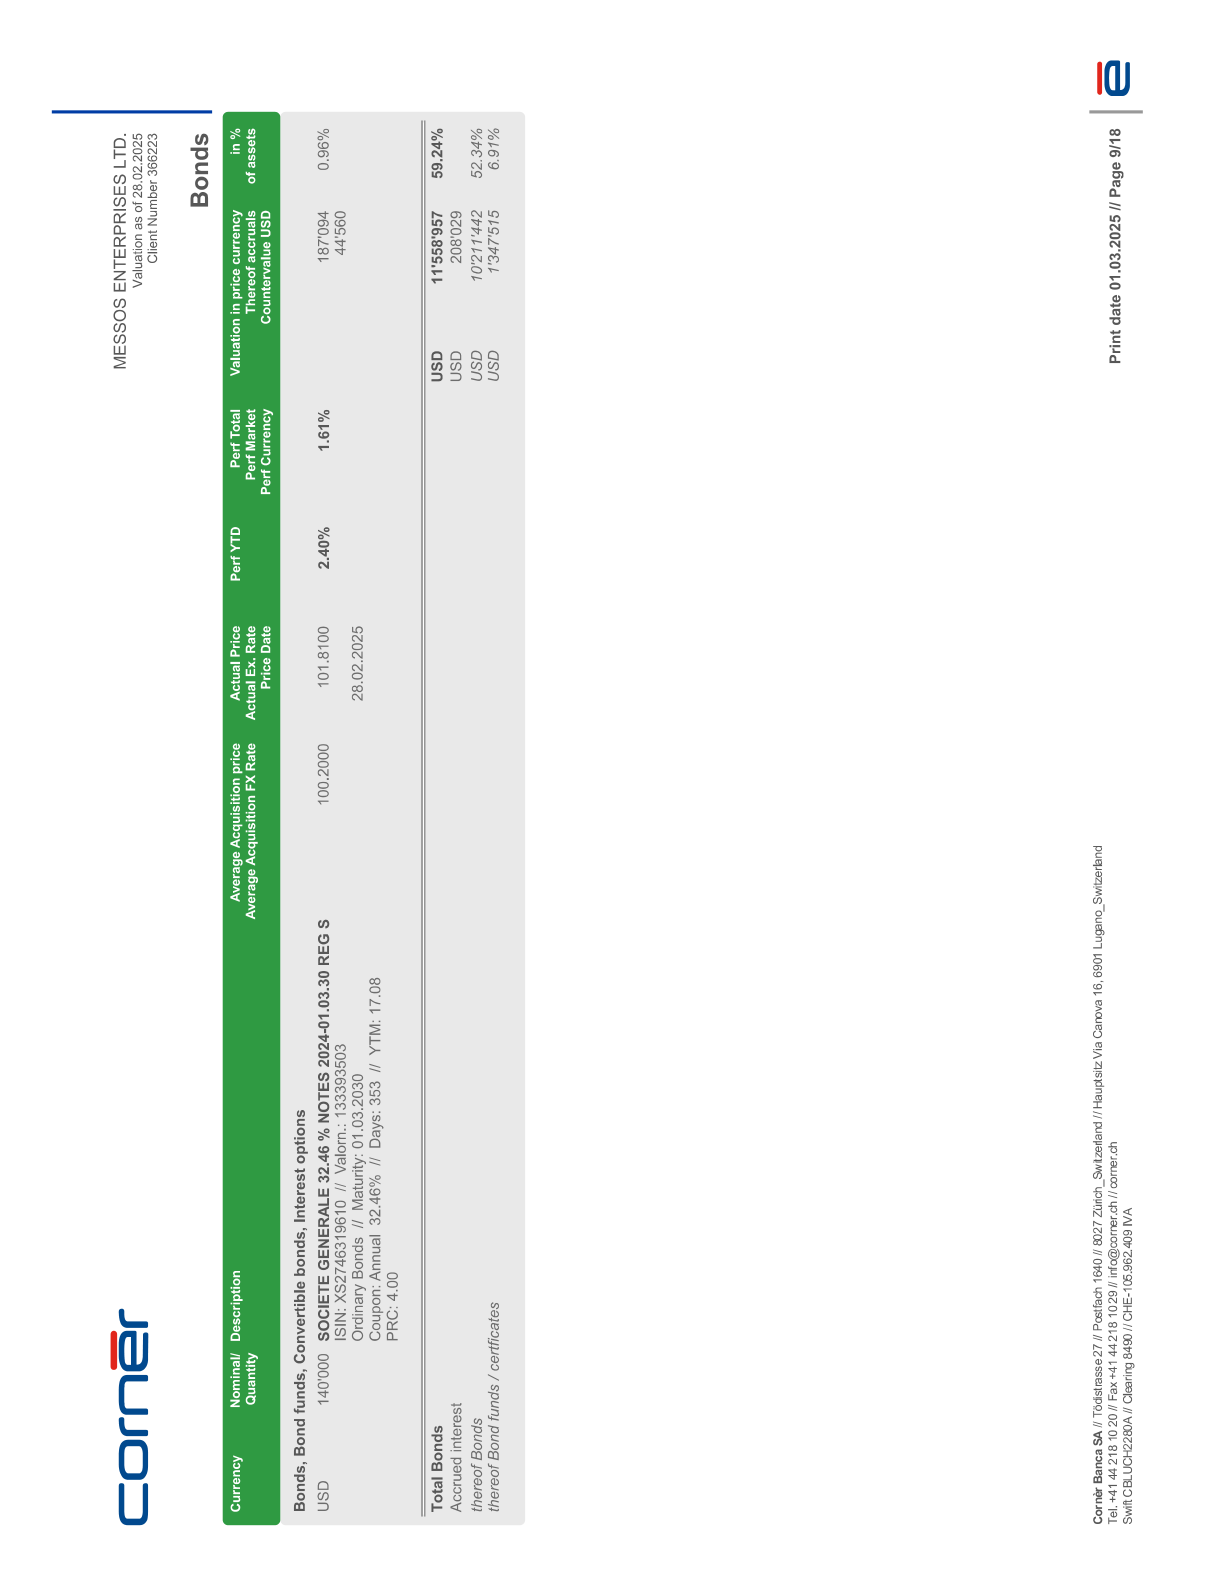 cornèr
MESSOS ENTERPRISES LTD.
Valuation as of 28.02.2025
Client Number 366223
Bonds
Currency Nominal/ Description Average Acquisition price Actual Price Perf YTD Perf Total Valuation in price currency in %
Quantity Average Acquisition FX Rate Actual Ex. Rate Perf Market Thereof accruals of assets
Price Date Perf Currency Countervalue USD
Bonds, Bond funds, Convertible bonds, Interest options
USD 140'000 SOCIETE GENERALE 32.46 % NOTES 2024-01.03.30 REG S 100.2000 101.8100 2.40% 1.61% 187'094 0.96%
ISIN: XS2746319610 // Valorn.: 133393503 44'560
Ordinary Bonds // Maturity: 01.03.2030 28.02.2025
Coupon: Annual 32.46% // Days: 353 // YTM: 17.08
PRC: 4.00
Total Bonds USD 11'558'957 59.24%
Accrued interest USD 208'029
thereof Bonds USD 10'211'442 52.34%
thereof Bond funds / certficates USD 1'347'515 6.91%
Cornèr Banca SA // Tödistrasse 27 // Postfach 1640 // 8027 Zürich_Switzerland // Hauptsitz Via Canova 16, 6901 Lugano_Switzerland
Tel. +41 44 218 10 20 // Fax +41 44 218 10 29 // info@corner.ch // corner.ch
Swift CBLUCH2280A // Clearing 8490 // CHE-105.962.409 IVA
Print date 01.03.2025 // Page 9/18
è